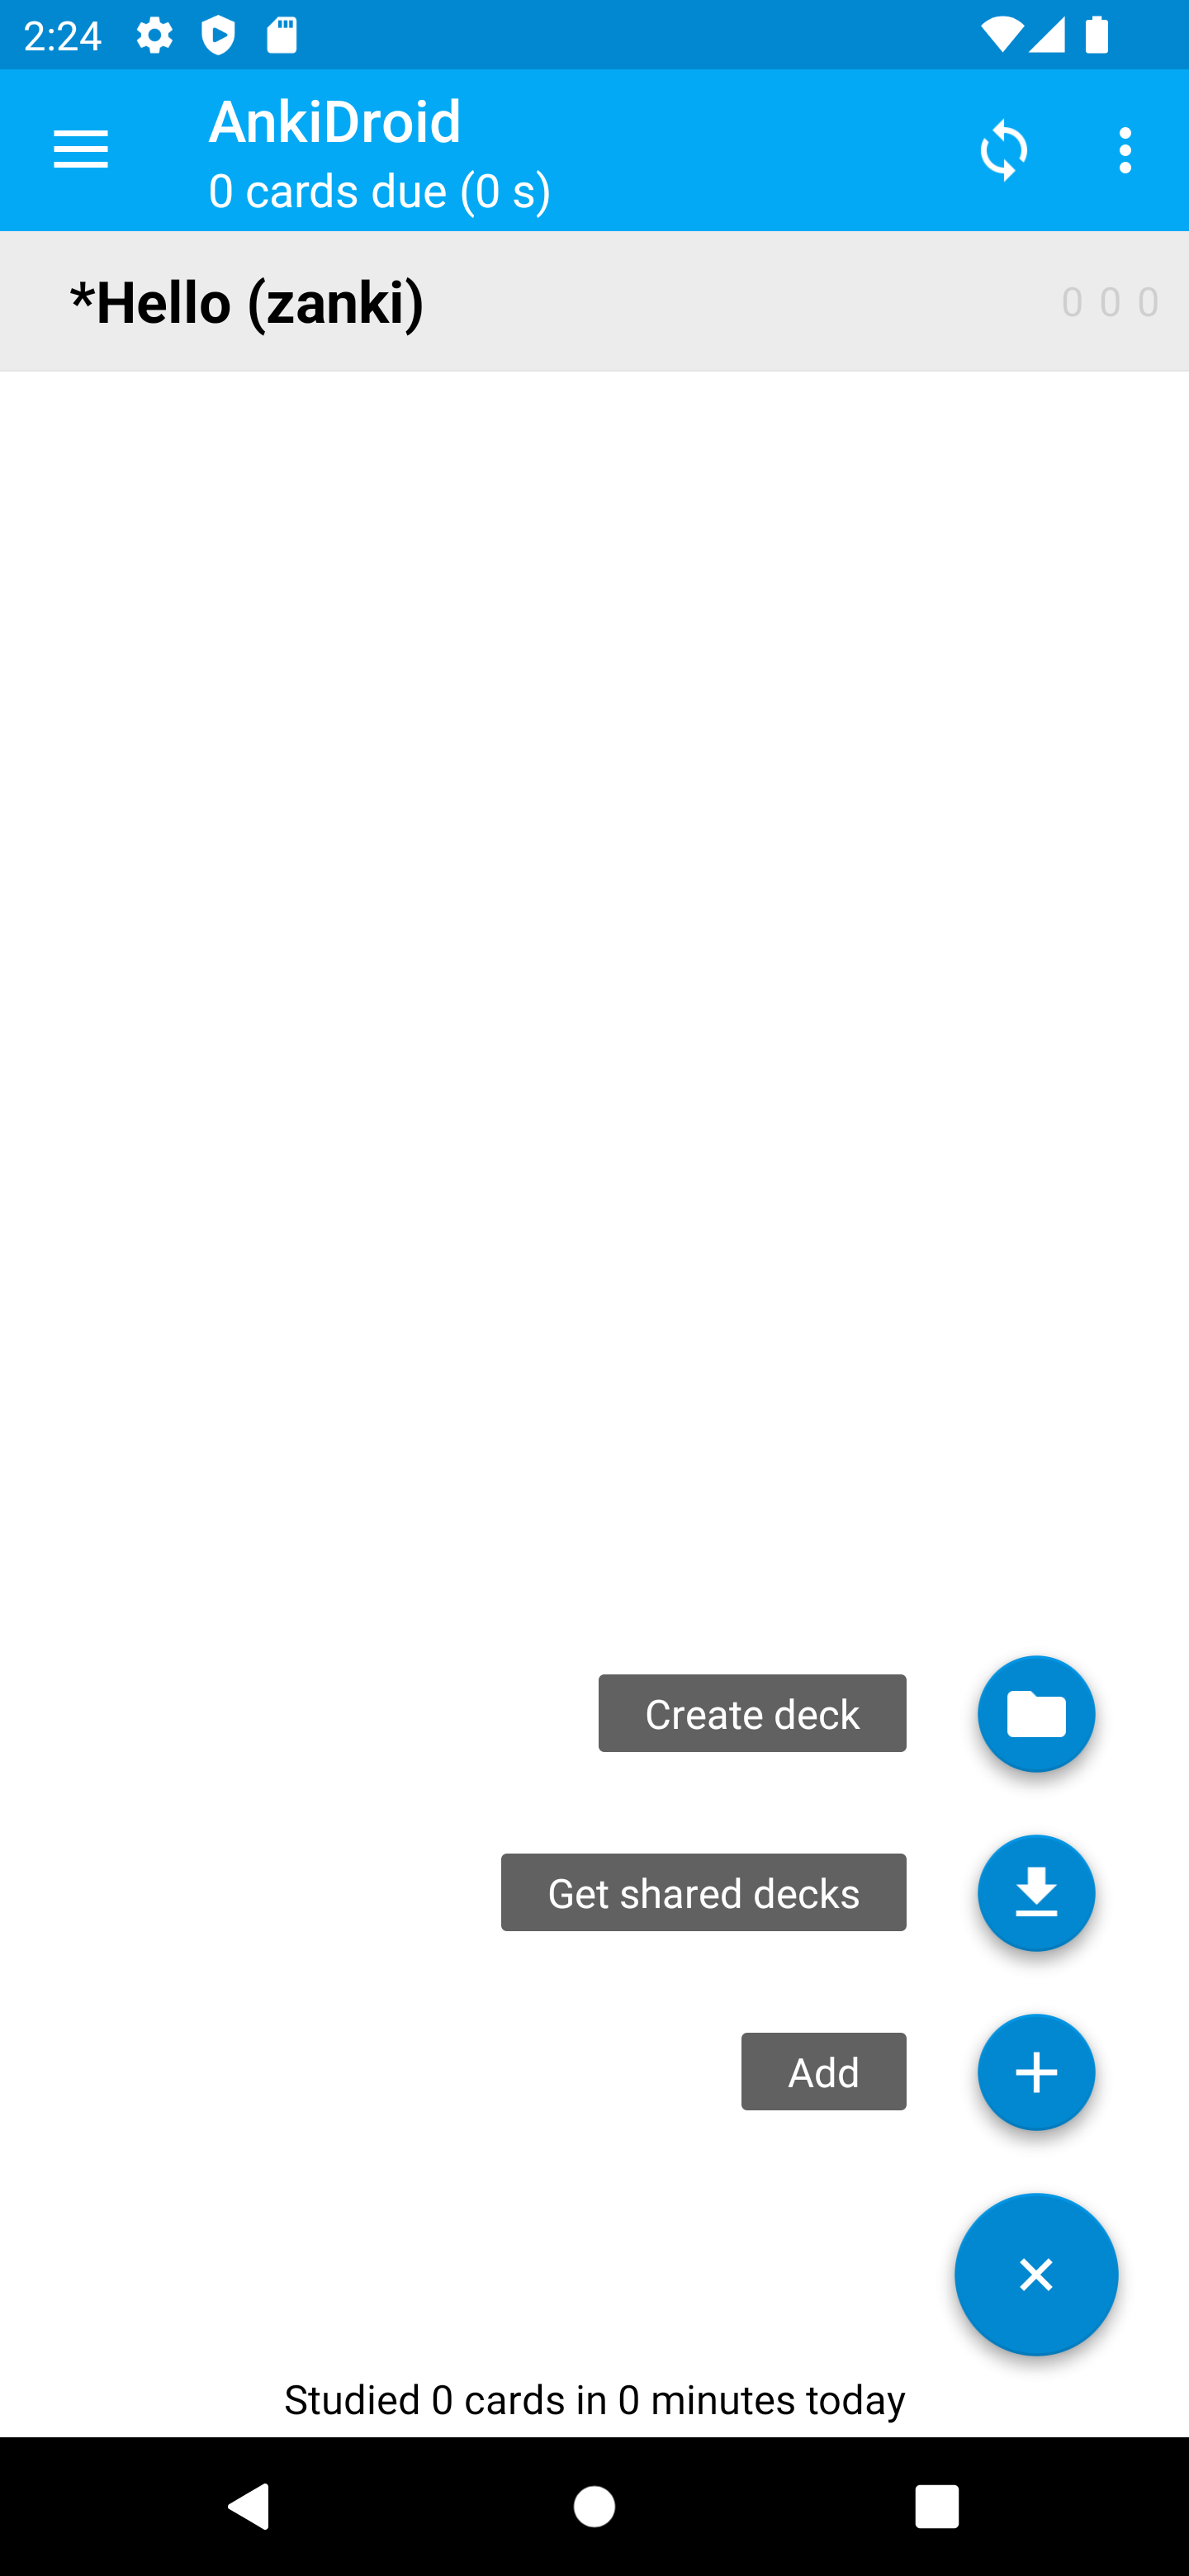 2:24
AnkiDroid
0 cards due (0 s)
*Hello (zanki)
0 0 0
Create deck
Get shared decks
Add
Studied 0 cards in 0 minutes today